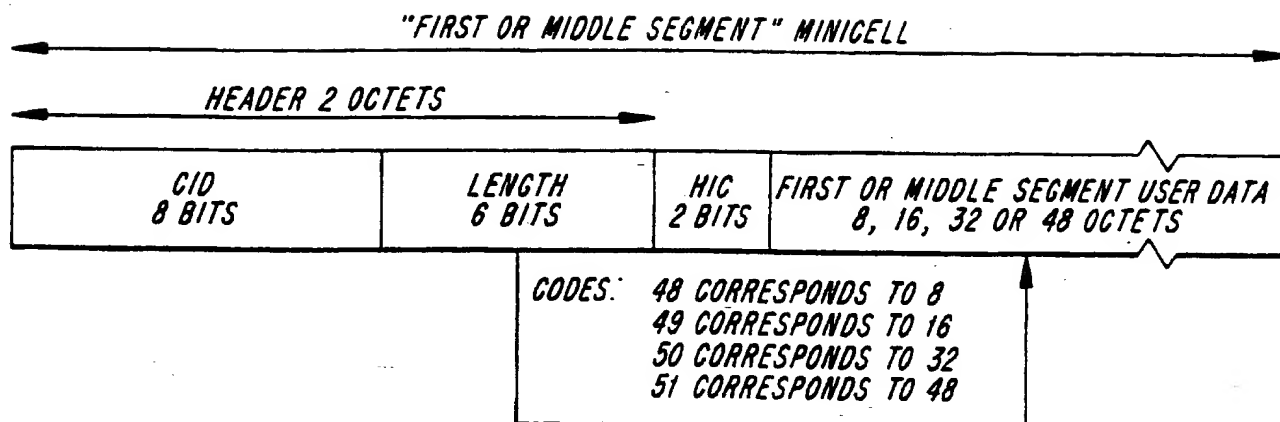 "FIRST OR MIDDLE SEGMENT" MINICELL
HEADER 2 OCTETS
CID
8 BITS
LENGTH
6 BITS
HIC
2 BITS
FIRST OR MIDDLE SEGMENT USER DATA
8, 16, 32 OR 48 OCTETS
CODES: 48 CORRESPONDS TO 8
49 CORRESPONDS TO 16
50 CORRESPONDS TO 32
51 CORRESPONDS TO 48